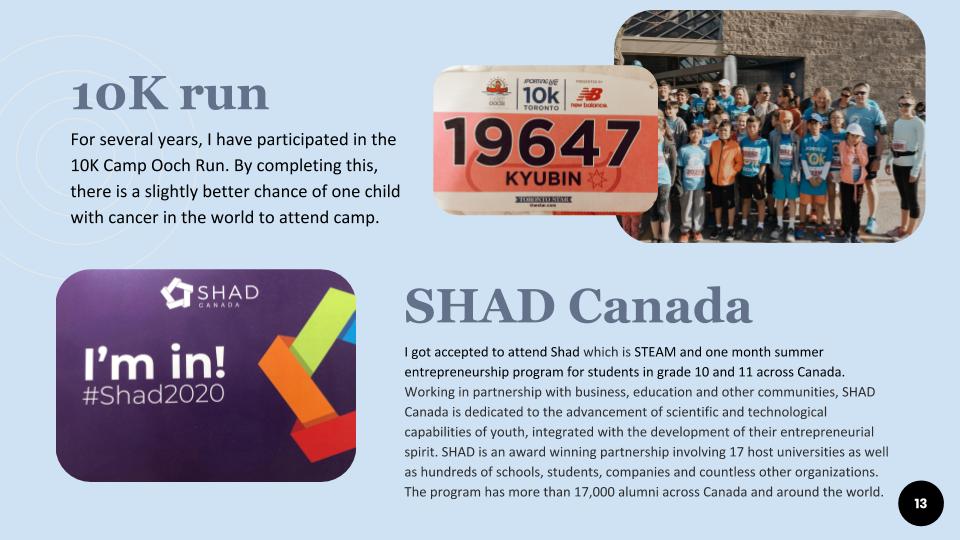 10K run
For several years, I have participated in the
10K Camp Ooch Run. By completing this,
there is a slightly better chance of one child
with cancer in the world to attend camp.
SPORTING LIFE
10k
TORONTO
PRESENTED BY
new balance
19647
KYUBIN
TORONTO STAR
thestar.com
SHAD
CANADA
I'm in!
#Shad2020
SHAD Canada
I got accepted to attend Shad which is STEAM and one month summer
entrepreneurship program for students in grade 10 and 11 across Canada.
Working in partnership with business, education and other communities, SHAD
Canada is dedicated to the advancement of scientific and technological
capabilities of youth, integrated with the development of their entrepreneurial
spirit. SHAD is an award winning partnership involving 17 host universities as well
as hundreds of schools, students, companies and countless other organizations.
The program has more than 17,000 alumni across Canada and around the world.
13